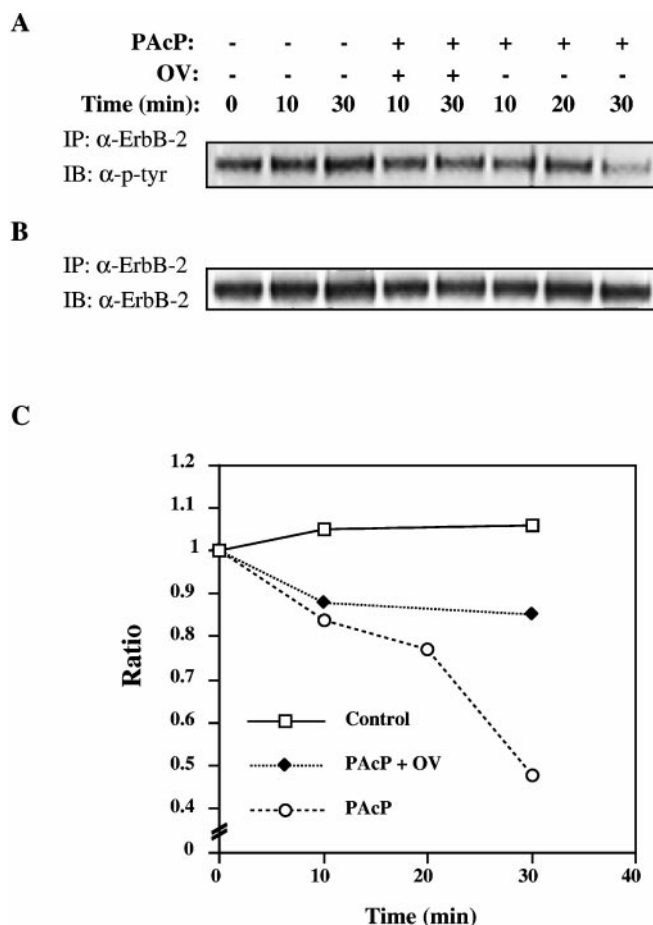 A
PAcP: - - - + + + + +
OV: - - - + + - - -
Time (min): 0 10 30 10 30 10 20 30
IP: α-ErbB-2
IB: α-p-tyr
B
IP: α-ErbB-2
IB: α-ErbB-2
C
1.2
1.1
1
0.9
0.8
0.7
0.6
0.5
0.4
0
Ratio
Control
PAcP + OV
PAcP
0 10 20 30 40
Time (min)